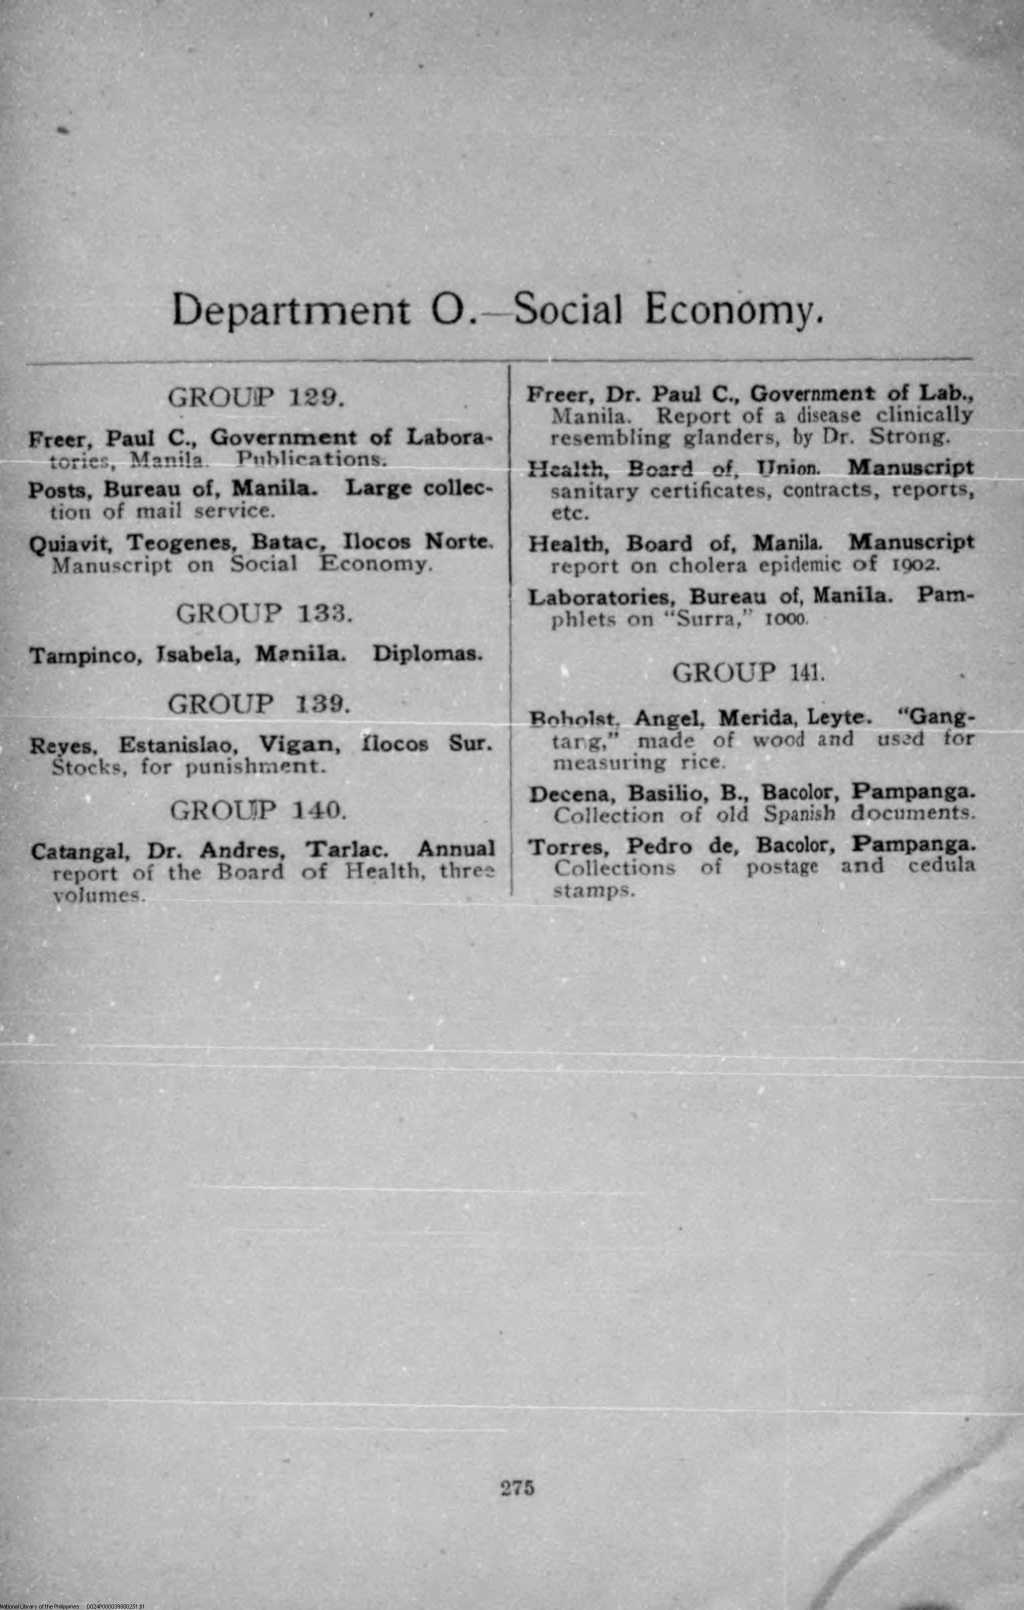 Department O.—Social Economy.
GROUP 129.
Freer, Paul C., Government of Labora-
tories, Manila. Publications.
Posts, Bureau of, Manila. Large collec-
tion of mail service.
Quiavit, Teogenes, Batac, Ilocos Norte.
Manuscript on Social Economy.
GROUP 133.
Tampinco, Isabela, Manila. Diplomas.
GROUP 139.
Reyes, Estanislao, Vigan, Ilocos Sur.
Stocks, for punishment.
GROUP 140.
Catangal, Dr. Andres, Tarlac. Annual
report of the Board of Health, three
volumes.
Freer, Dr. Paul C., Government of Lab.,
Manila. Report of a disease clinically
resembling glanders, by Dr. Strong.
Health, Board of, Union. Manuscript
sanitary certificates, contracts, reports,
etc.
Health, Board of, Manila. Manuscript
report on cholera epidemic of 1902.
Laboratories, Bureau of, Manila. Pam-
phlets on "Surra," 1000.
GROUP 141.
Boholst, Angel, Merida, Leyte. "Gang-
tang," made of wood and used for
measuring rice.
Decena, Basilio, B., Bacolor, Pampanga.
Collection of old Spanish documents.
Torres, Pedro de, Bacolor, Pampanga.
Collections of postage and cedula
stamps.
275
National Library of the Philippines